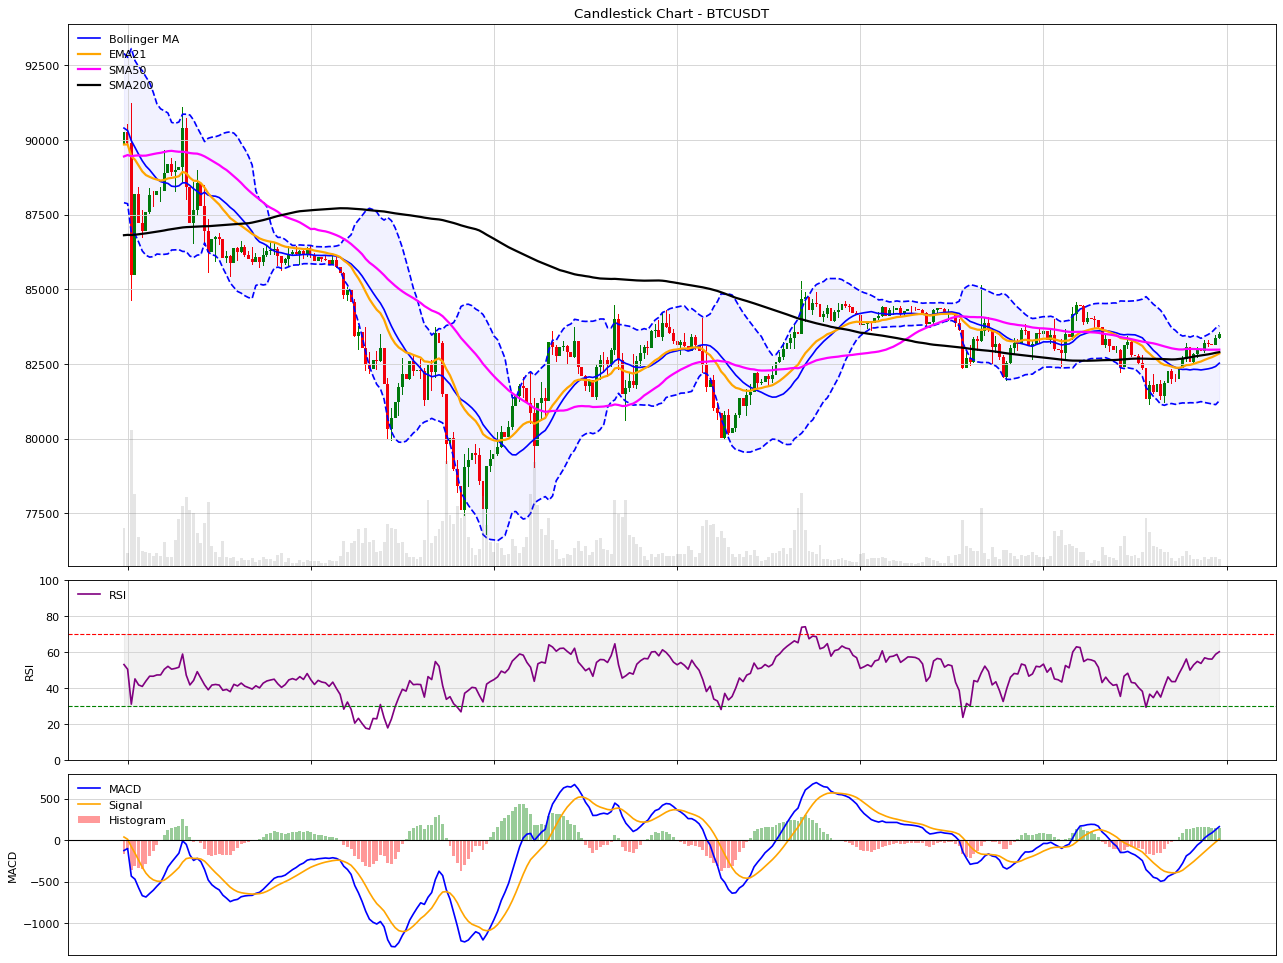 Candlestick Chart - BTCUSDT
Bollinger MA
EMA21
SMA50
SMA200
92500
90000
87500
85000
82500
80000
77500
RSI
100
80
60
40
20
0
RSI
MACD
Signal
Histogram
500
0
−500
−1000
MACD